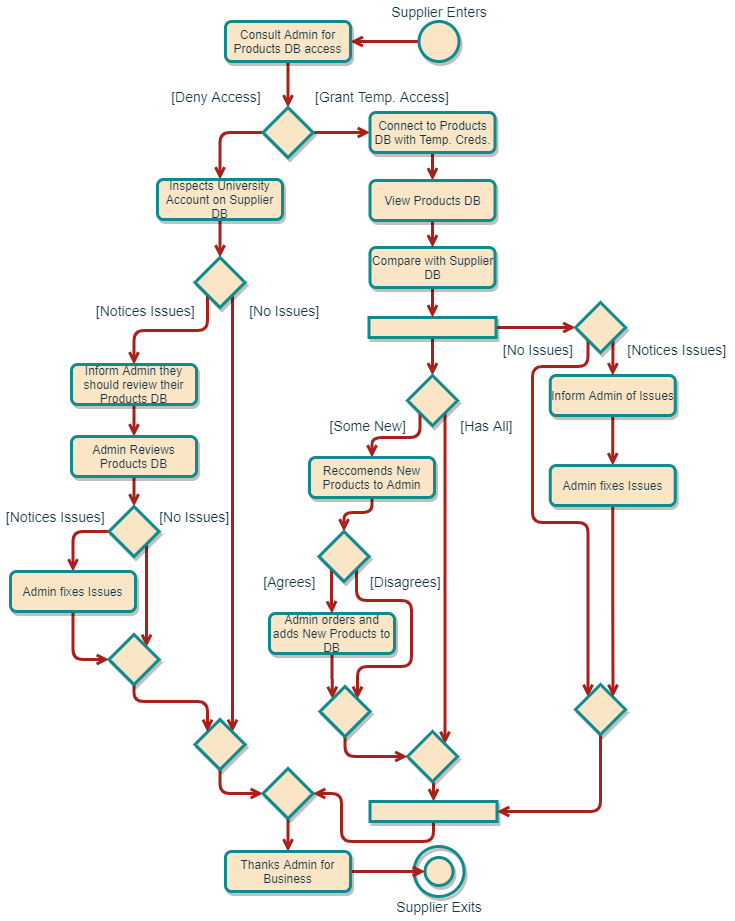 Supplier Enters
Consult Admin for
Products DB access
[Deny Access]
[Grant Temp. Access]
Connect to Products
DB with Temp. Creds.
Inspects University
Account on Supplier
DB
View Products DB
Compare with Supplier
DB
[Notices Issues]
[No Issues]
[No Issues]
[Notices Issues]
Inform Admin they
should review their
Products DB
Inform Admin of Issues
[Some New]
[Has All]
Admin Reviews
Products DB
Reccomends New
Products to Admin
Admin fixes Issues
[Notices Issues]
[No Issues]
[Agrees]
[Disagrees]
Admin fixes Issues
Admin orders and
adds New Products to
DB
Thanks Admin for
Business
Supplier Exits